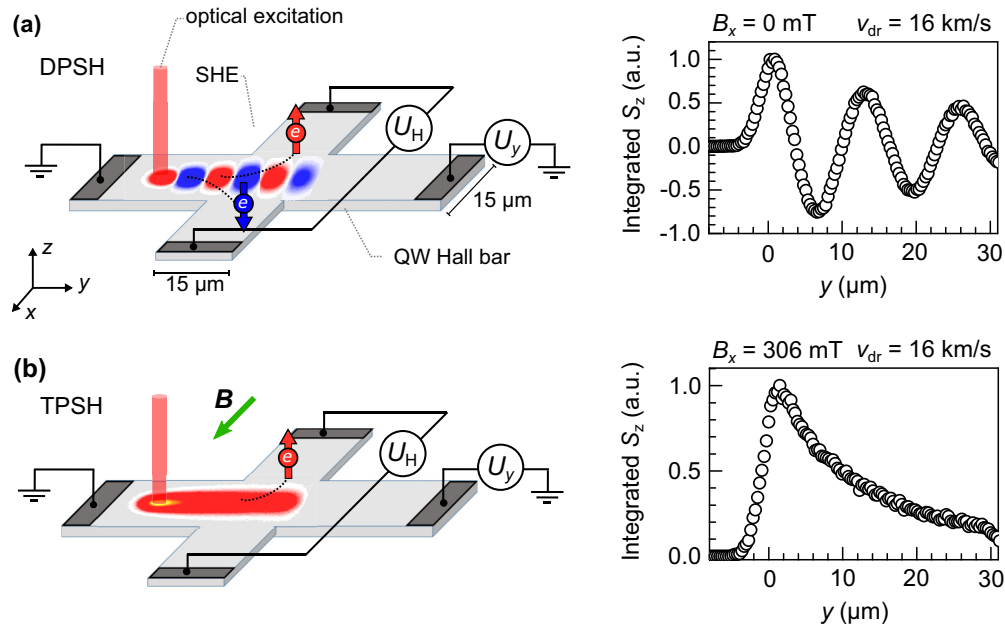 (a)
optical excitation
DPSH
SHE
e
e
U_H
U_y
15 µm
15 µm
QW Hall bar
z
y
x
B_x = 0 mT v_dr = 16 km/s
Integrated S_z (a.u.)
1.0
0.5
0.0
-0.5
-1.0
0 10 20 30
y (µm)
(b)
TPSH
B
e
U_H
U_y
B_x = 306 mT v_dr = 16 km/s
Integrated S_z (a.u.)
1.0
0.5
0.0
0 10 20 30
y (µm)